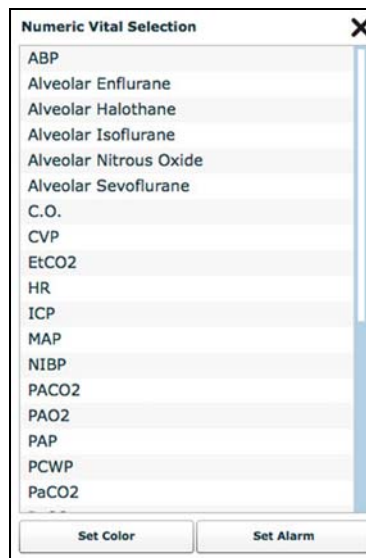 Numeric Vital Selection
ABP
Alveolar Enflurane
Alveolar Halothane
Alveolar Isoflurane
Alveolar Nitrous Oxide
Alveolar Sevoflurane
C.O.
CVP
EtCO2
HR
ICP
MAP
NIBP
PACO2
PAO2
PAP
PCWP
PaCO2
Set Color Set Alarm